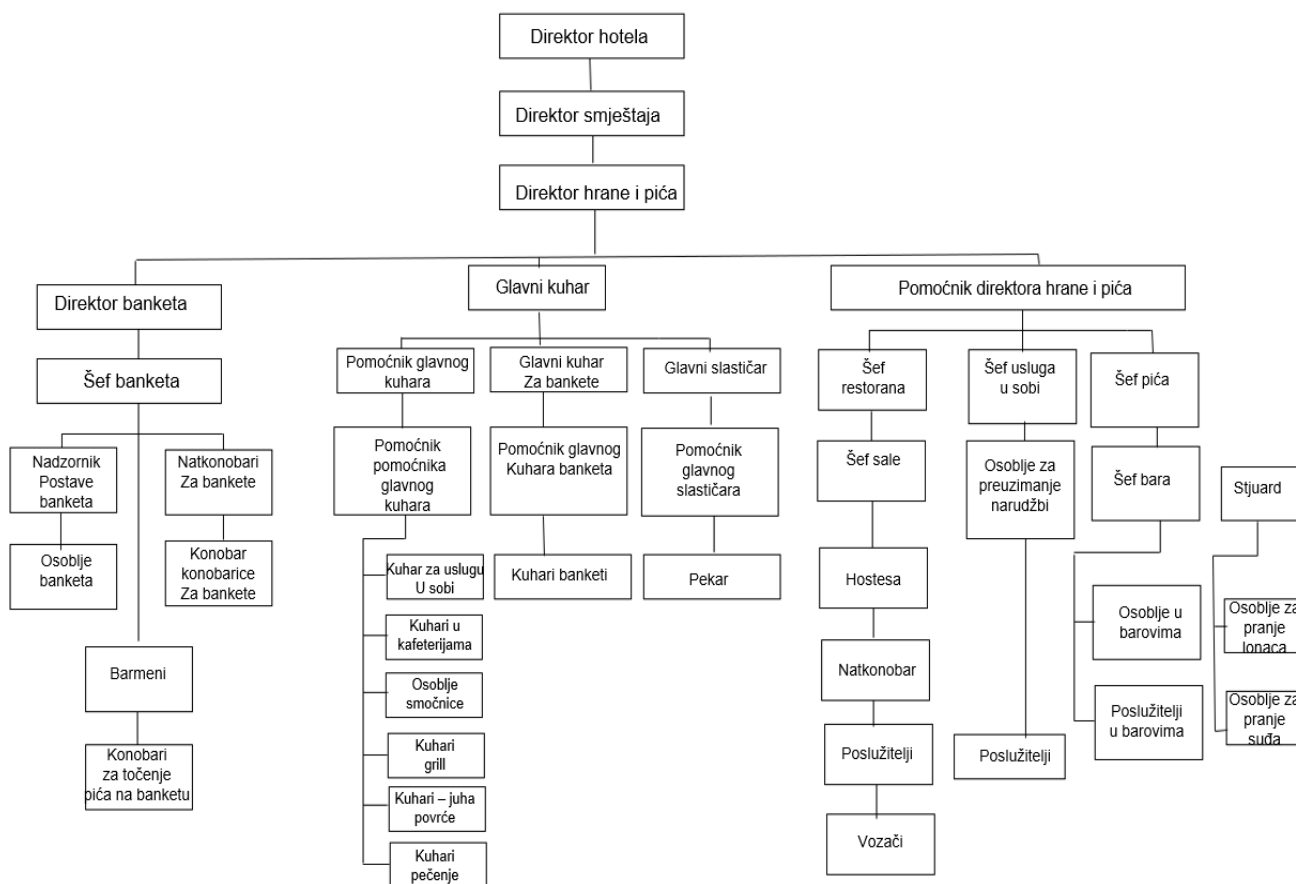 Direktor hotela
Direktor smještaja
Direktor hrane i pića
Direktor banketa
Glavni kuhar
Pomoćnik direktora hrane i pića
Šef banketa
Nadzornik
Postave
banketa
Natkonobari
Za bankete
Osoblje
banketa
Konobar
konobarice
Za bankete
Barmeni
Konobari
za točenje
pića na banketu
Pomoćnik glavnog
kuhara
Glavni kuhar
Za bankete
Glavni slastičar
Pomoćnik
pomoćnika
glavnog
kuhara
Pomoćnik glavnog
Kuhara banketa
Pomoćnik
glavnog
slastičara
Kuhar za uslugu
U sobi
Kuhari banketi
Pekar
Kuhari u
kafeterijama
Osoblje
smočnice
Kuhari
grill
Kuhari – juha
povrće
Kuhari
pečenje
Šef
restorana
Šef usluga
u sobi
Šef pića
Šef sale
Osoblje za
preuzimanje
narudžbi
Šef bara
Stjuard
Hostesa
Natkonobar
Poslužitelji
Vozači
Poslužitelji
Osoblje u
barovima
Poslužitelji
u barovima
Osoblje za
pranje
lonaca
Osoblje za
pranje
suđa